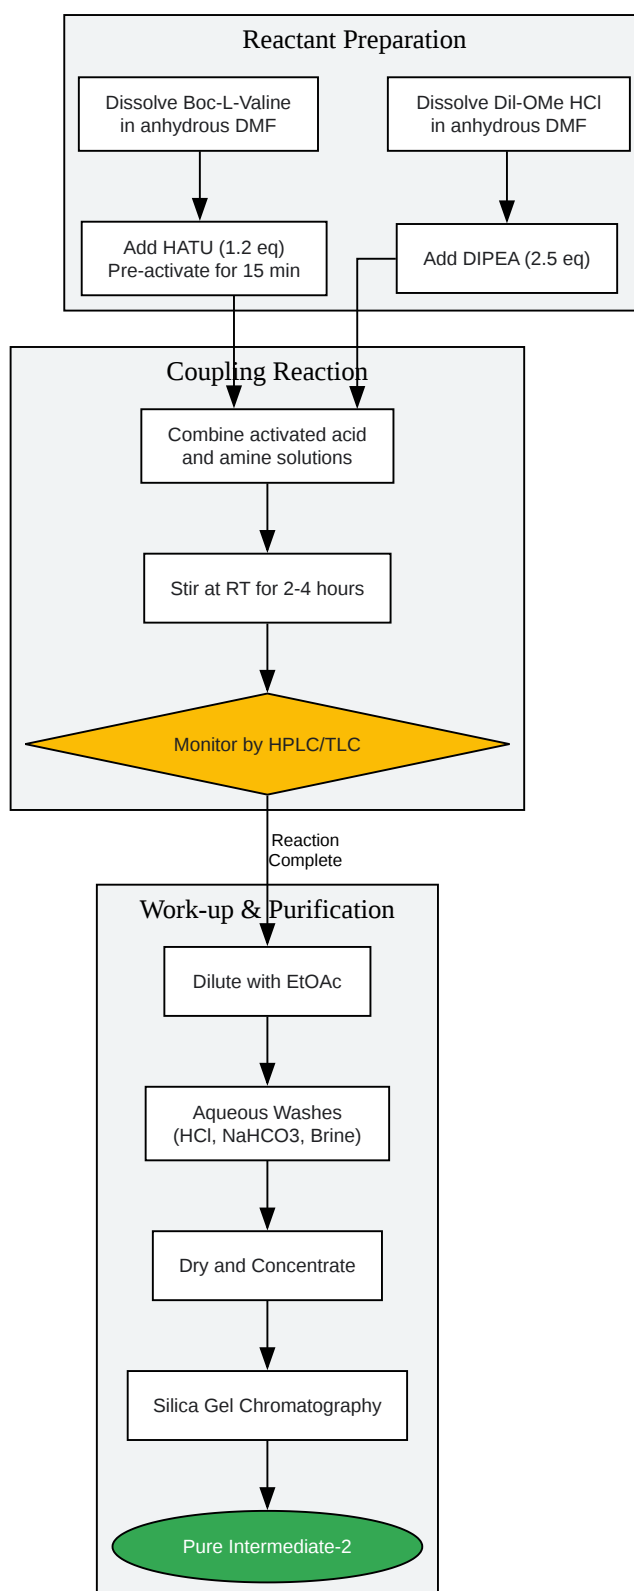 Reactant Preparation
Dissolve Boc-L-Valine
in anhydrous DMF
Dissolve Dil-OMe HCl
in anhydrous DMF
Add HATU (1.2 eq)
Pre-activate for 15 min
Add DIPEA (2.5 eq)
Coupling Reaction
Combine activated acid
and amine solutions
Stir at RT for 2-4 hours
Monitor by HPLC/TLC
Reaction
Complete
Work-up & Purification
Dilute with EtOAc
Aqueous Washes
(HCl, NaHCO3, Brine)
Dry and Concentrate
Silica Gel Chromatography
Pure Intermediate-2